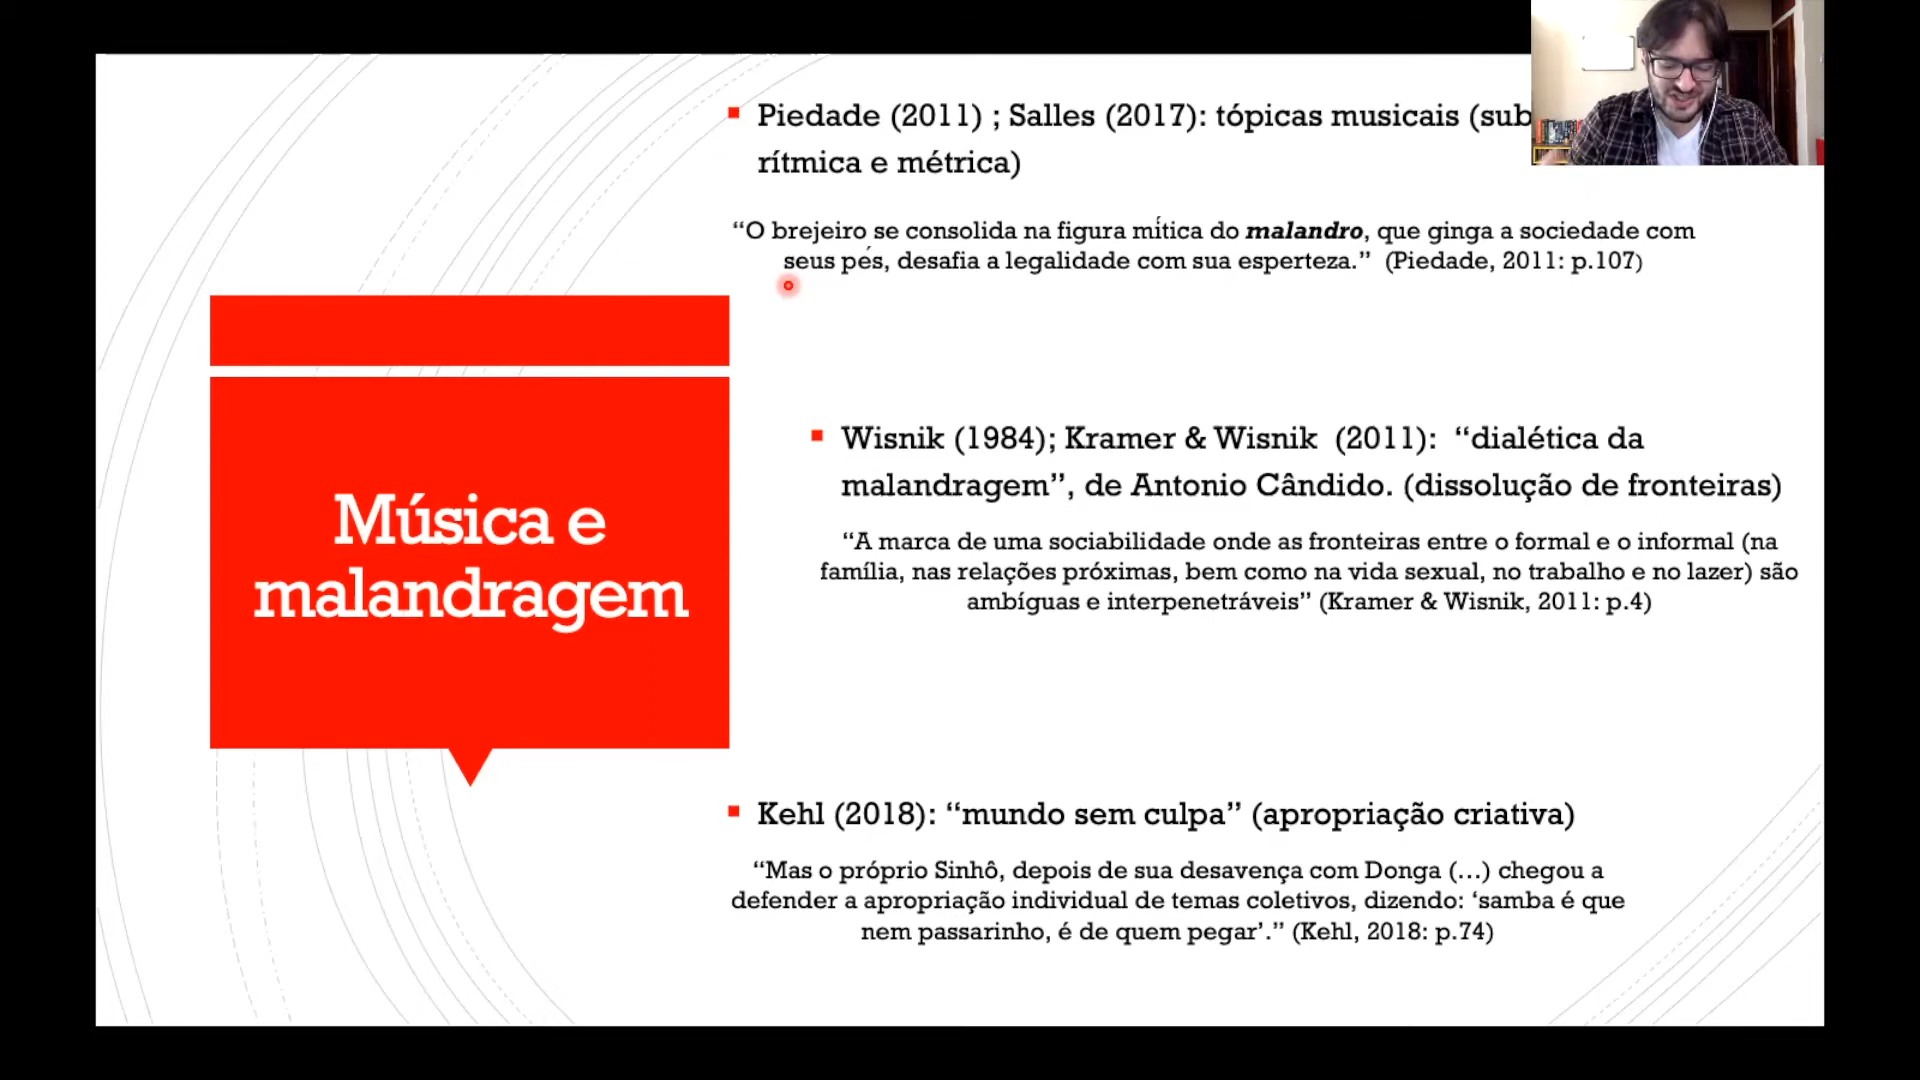 Piedade (2011) ; Salles (2017): tópicas musicais (sub
rítmica e métrica)
“O brejeiro se consolida na figura mítica do malandro, que ginga a sociedade com
seus pés, desafia a legalidade com sua esperteza.” (Piedade, 2011: p.107)
Música e
malandragem
Wisnik (1984); Kramer & Wisnik (2011): “dialética da
malandragem”, de Antonio Cândido. (dissolução de fronteiras)
“A marca de uma sociabilidade onde as fronteiras entre o formal e o informal (na
família, nas relações próximas, bem como na vida sexual, no trabalho e no lazer) são
ambíguas e interpenetráveis” (Kramer & Wisnik, 2011: p.4)
Kehl (2018): “mundo sem culpa” (apropriação criativa)
“Mas o próprio Sinhô, depois de sua desavença com Donga (…) chegou a
defender a apropriação individual de temas coletivos, dizendo: ‘samba é que
nem passarinho, é de quem pegar’.” (Kehl, 2018: p.74)